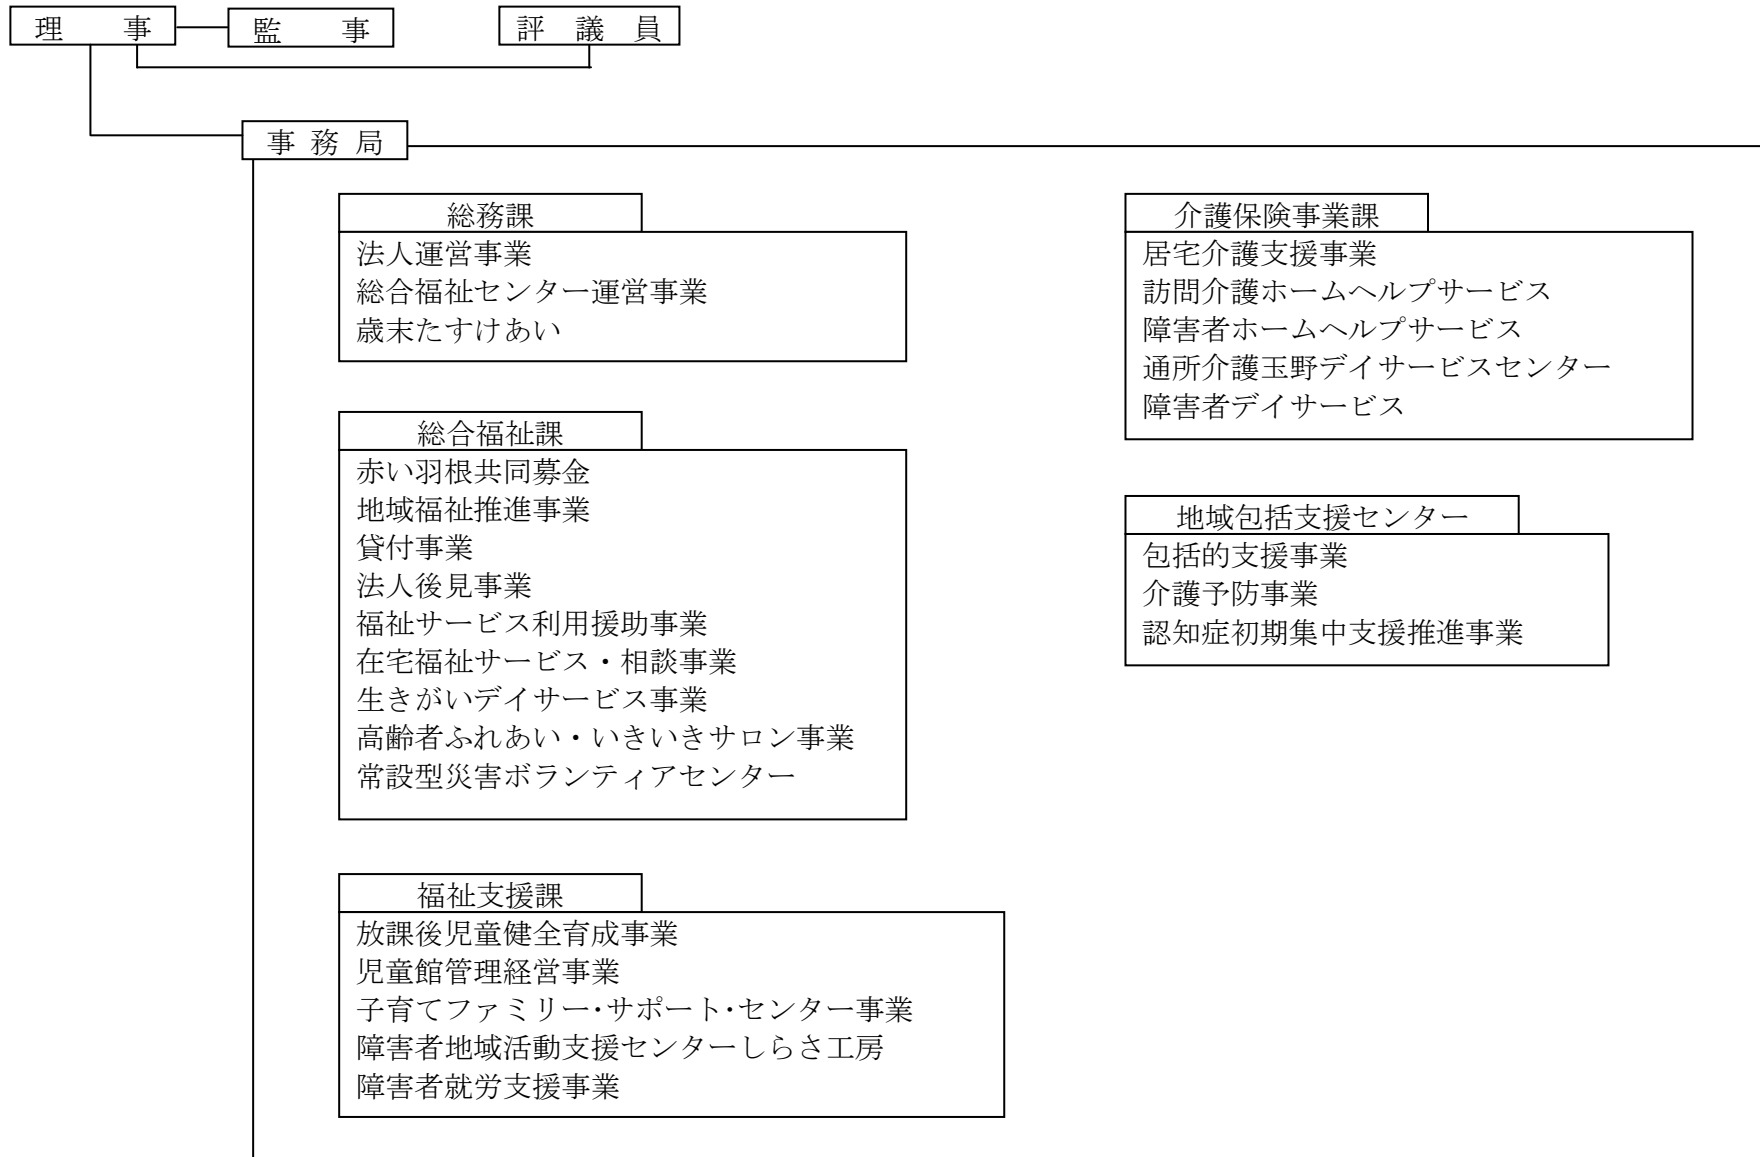 理　　事
監　　事
評　議　員
事 務 局
総務課
法人運営事業
総合福祉センター運営事業
歳末たすけあい
総合福祉課
赤い羽根共同募金
地域福祉推進事業
貸付事業
法人後見事業
福祉サービス利用援助事業
在宅福祉サービス・相談事業
生きがいデイサービス事業
高齢者ふれあい・いきいきサロン事業
常設型災害ボランティアセンター
福祉支援課
放課後児童健全育成事業
児童館管理経営事業
子育てファミリー･サポート･センター事業
障害者地域活動支援センターしらさ工房
障害者就労支援事業
介護保険事業課
居宅介護支援事業
訪問介護ホームヘルプサービス
障害者ホームヘルプサービス
通所介護玉野デイサービスセンター
障害者デイサービス
地域包括支援センター
包括的支援事業
介護予防事業
認知症初期集中支援推進事業